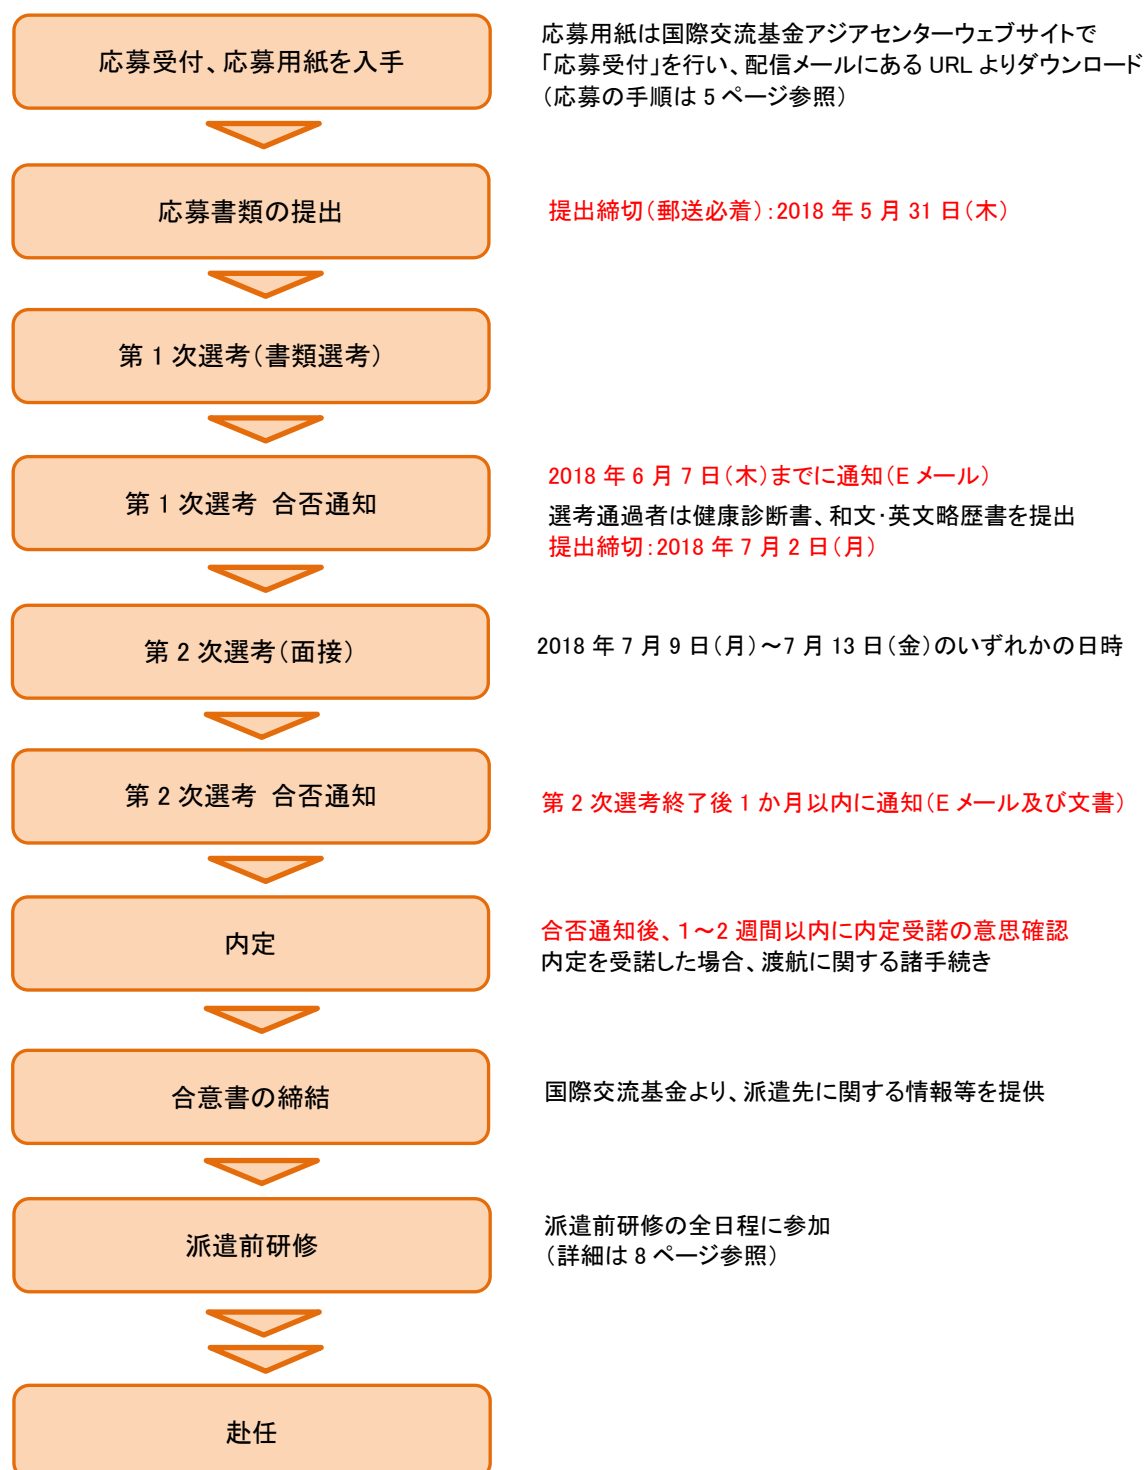 応募受付、応募用紙を入手
応募用紙は国際交流基金アジアセンターウェブサイトで
「応募受付」を行い、配信メールにある URL よりダウンロード
（応募の手順は 5 ページ参照）
応募書類の提出
提出締切（郵送必着）：2018 年 5 月 31 日（木）
第 1 次選考（書類選考）
第 1 次選考 合否通知
2018 年 6 月 7 日（木）までに通知（E メール）
選考通過者は健康診断書、和文・英文略歴書を提出
提出締切：2018 年 7 月 2 日（月）
第 2 次選考（面接）
2018 年 7 月 9 日（月）～7 月 13 日（金）のいずれかの日時
第 2 次選考 合否通知
第 2 次選考終了後 1 か月以内に通知（E メール及び文書）
内定
合否通知後、1～2 週間以内に内定受諾の意思確認
内定を受諾した場合、渡航に関する諸手続き
合意書の締結
国際交流基金より、派遣先に関する情報等を提供
派遣前研修
派遣前研修の全日程に参加
（詳細は 8 ページ参照）
赴任